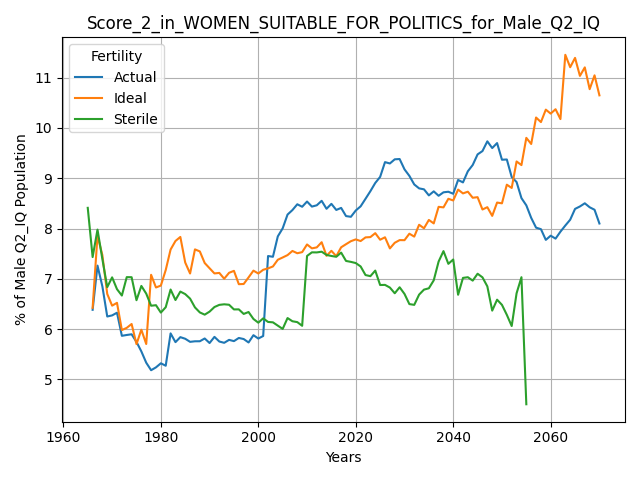 Score_2_in_WOMEN_SUITABLE_FOR_POLITICS_for_Male_Q2_IQ
Fertility
Actual
Ideal
Sterile
% of Male Q2_IQ Population
11
10
9
8
7
6
5
1960 1980 2000 2020 2040 2060
Years